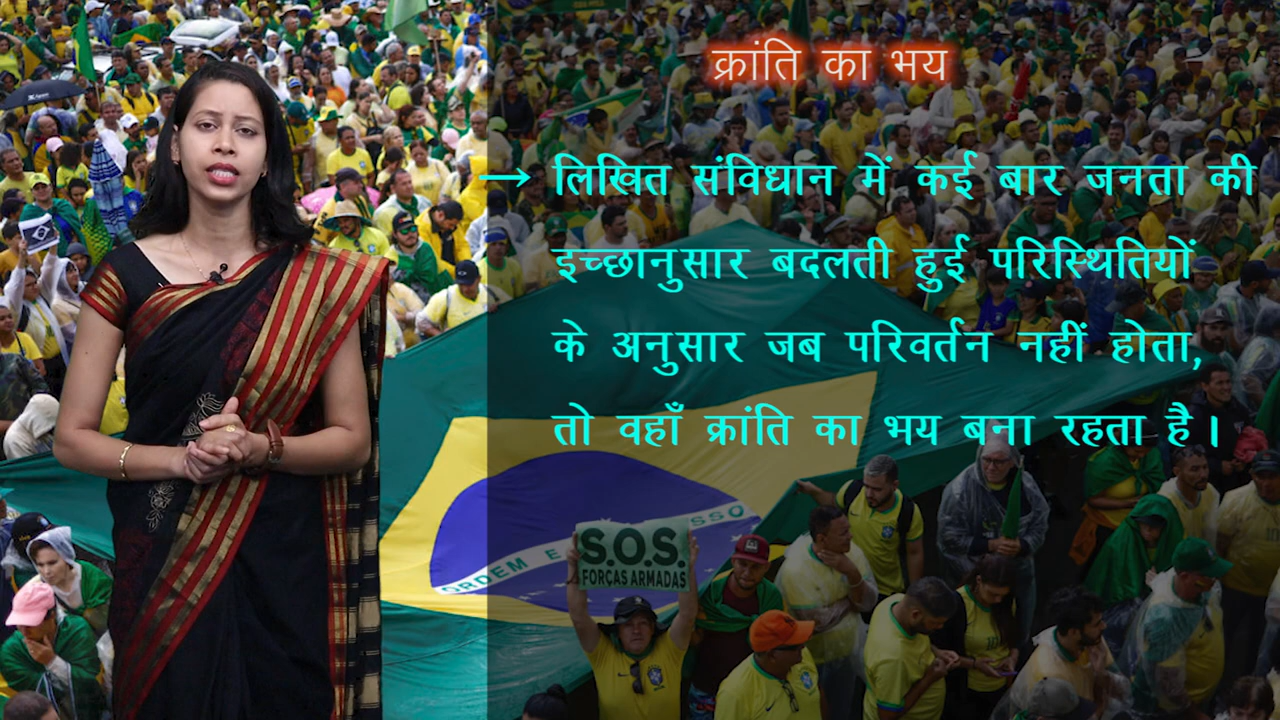 क्रांति का भय
→ लिखित संविधान में कई बार जनता की
इच्छानुसार बदलती हुई परिस्थितियों
के अनुसार जब परिवर्तन नहीं होता,
तो वहाँ क्रांति का भय बना रहता है।
S.O.S.
FORÇAS ARMADAS
ORDEM E